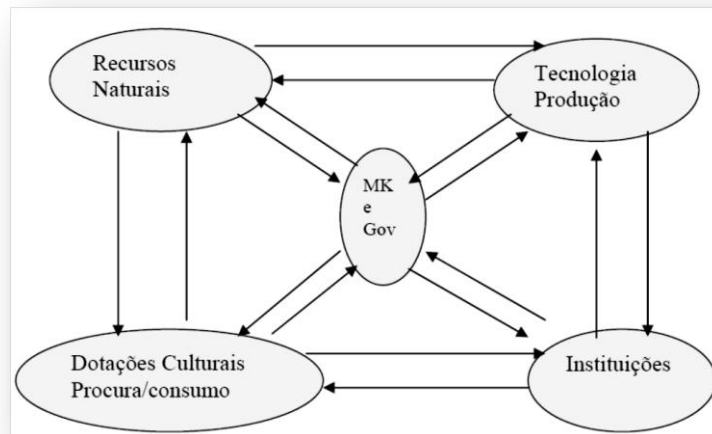 Recursos
Naturais
Tecnologia
Produção
MK
e
Gov
Dotações Culturais
Procura/consumo
Instituições